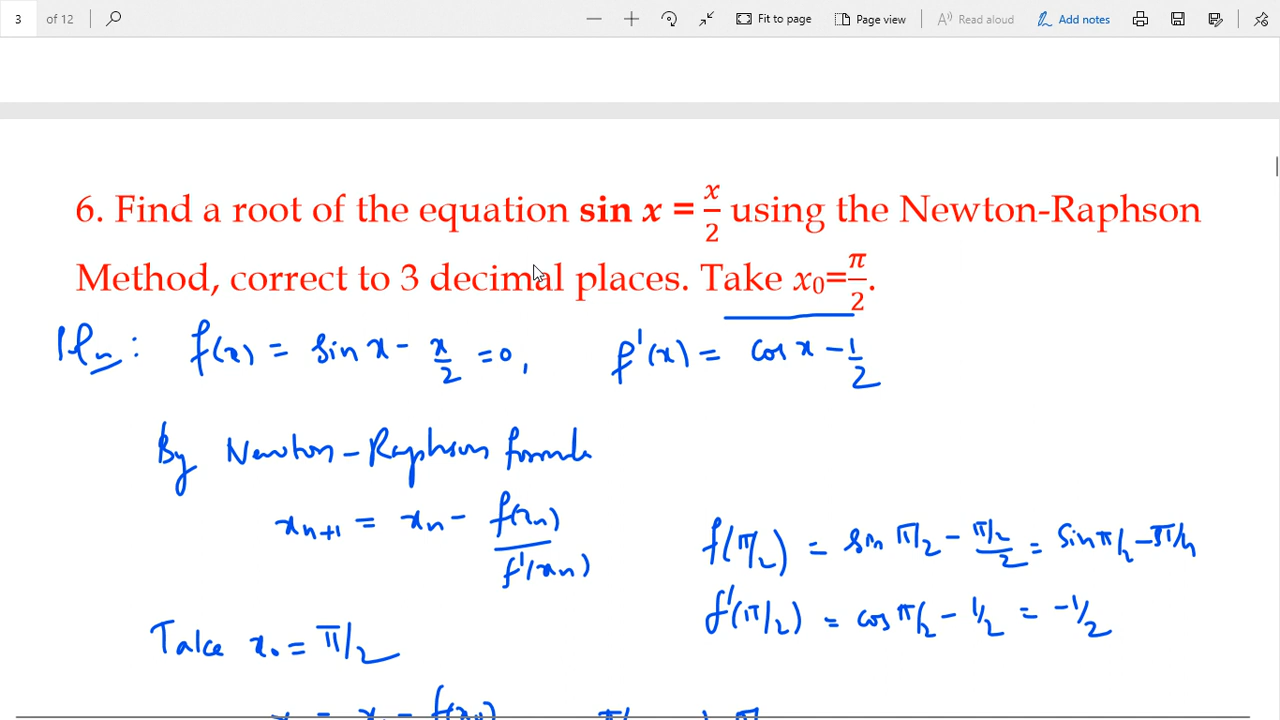 3 of 12 Fit to page Page view Read aloud Add notes
6. Find a root of the equation sin x = x/2 using the Newton-Raphson
Method, correct to 3 decimal places. Take x₀=π/2.
Soln : f(x) = sin x - x/2 = 0, f'(x) = cos x - 1/2
By Newton-Raphson formula
xₙ₊₁ = xₙ - f(xₙ)/f'(xₙ)
f(π/2) = sin π/2 - (π/2)/2 = sin π/2 - π/4
f'(π/2) = cos π/2 - 1/2 = -1/2
Take x₀ = π/2